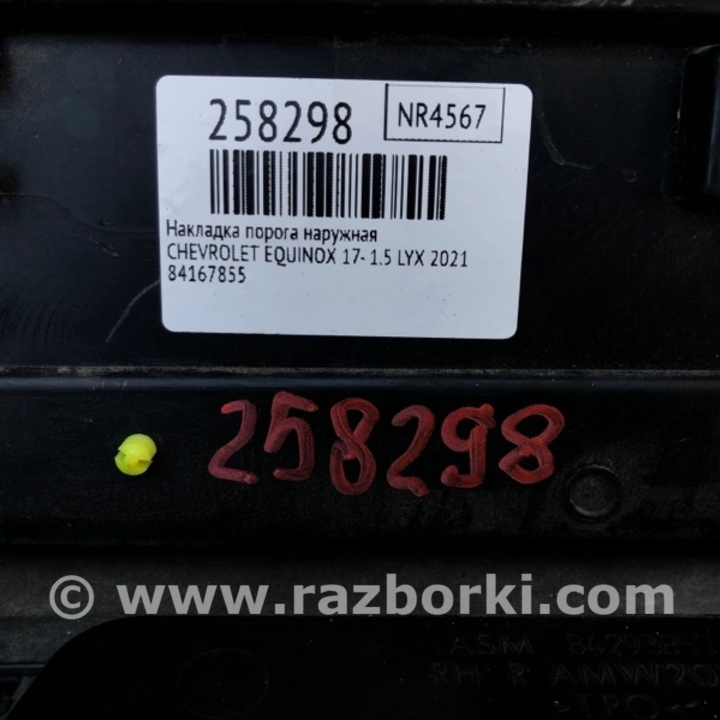 258298
NR4567
Накладка порога наружная
CHEVROLET EQUINOX 17- 1.5 LYX 2021
84167855
258298
© www.razborki.com
ASM
RH R